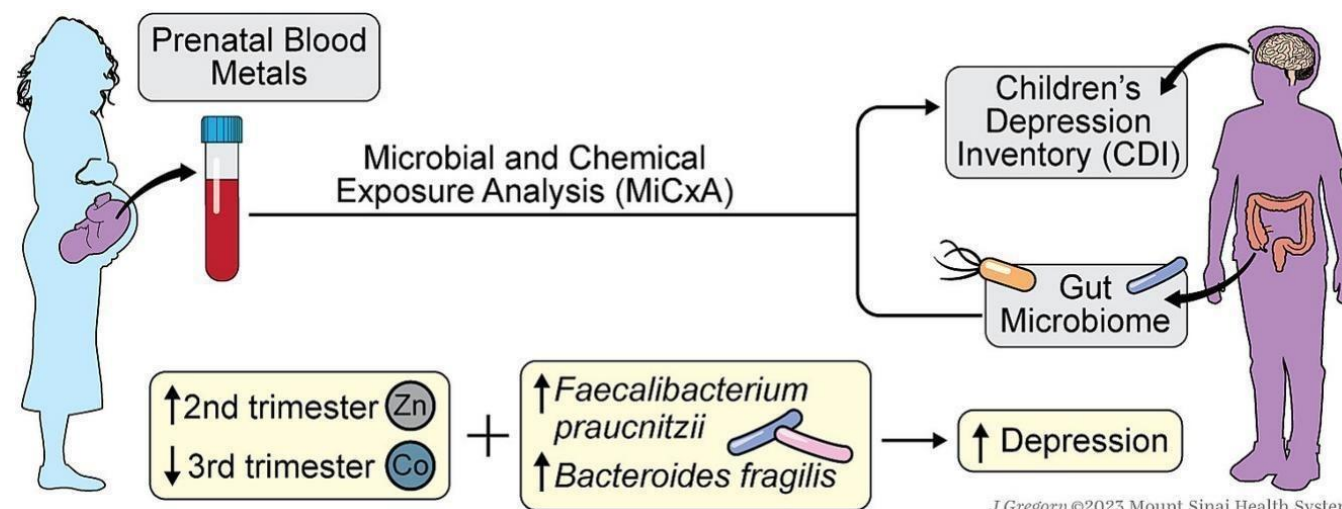 Prenatal Blood
Metals
Microbial and Chemical
Exposure Analysis (MiCxA)
Children's
Depression
Inventory (CDI)
Gut
Microbiome
↑2nd trimester Zn
↓3rd trimester Co
+
↑Faecalibacterium
praucnitzii
↑Bacteroides fragilis
↑ Depression
J Gregory ©2023 Mount Sinai Health System